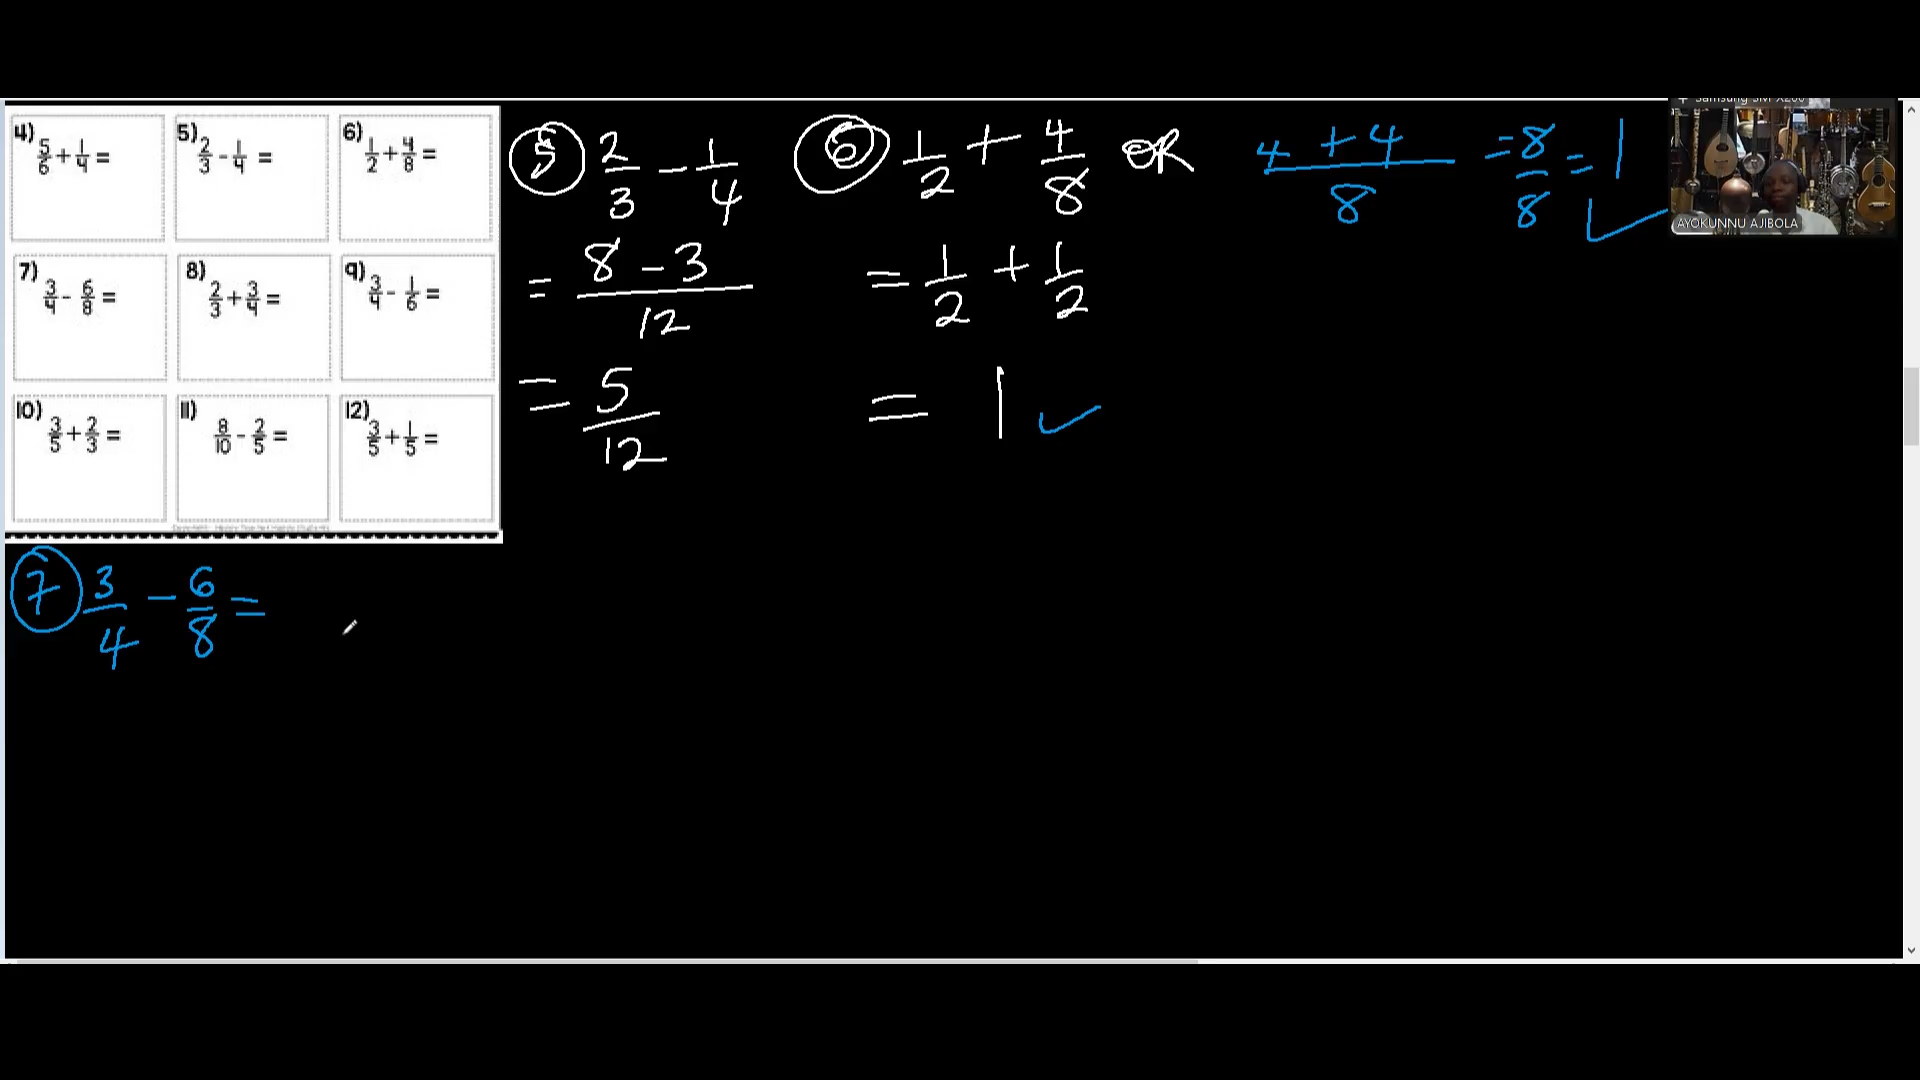 4) 5/6 + 1/4 =
5) 2/3 - 1/4 =
6) 1/2 + 4/8 =
7) 3/4 - 6/8 =
8) 2/3 + 3/4 =
9) 3/4 - 1/6 =
10) 3/5 + 2/3 =
11) 8/10 - 2/5 =
12) 3/5 + 1/5 =
5 2/3 - 1/4
= (8 - 3)/12
= 5/12
6 1/2 + 4/8 OR (4 + 4)/8 = 8/8 = 1 ✓
= 1/2 + 1/2
= 1 ✓
AYOKUNNU AJIBOLA
7 3/4 - 6/8 =